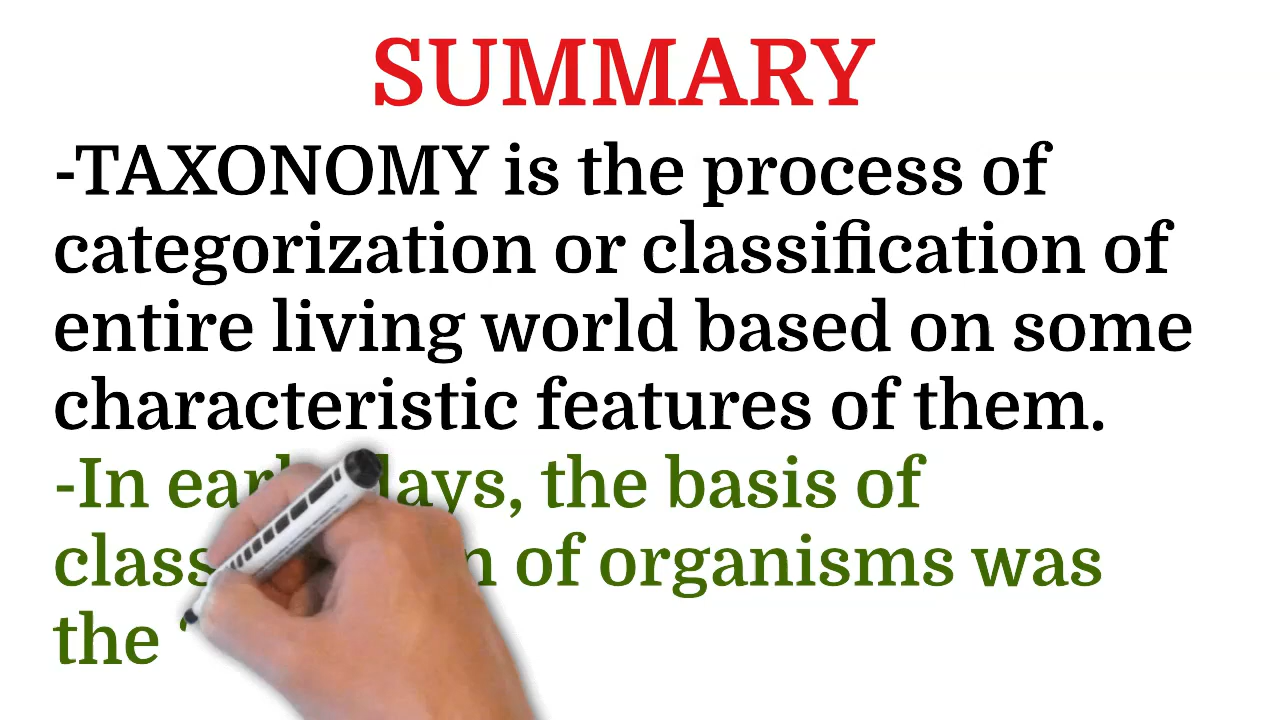 SUMMARY
-TAXONOMY is the process of
categorization or classification of
entire living world based on some
characteristic features of them.
-In days, the basis of
of organisms was
the